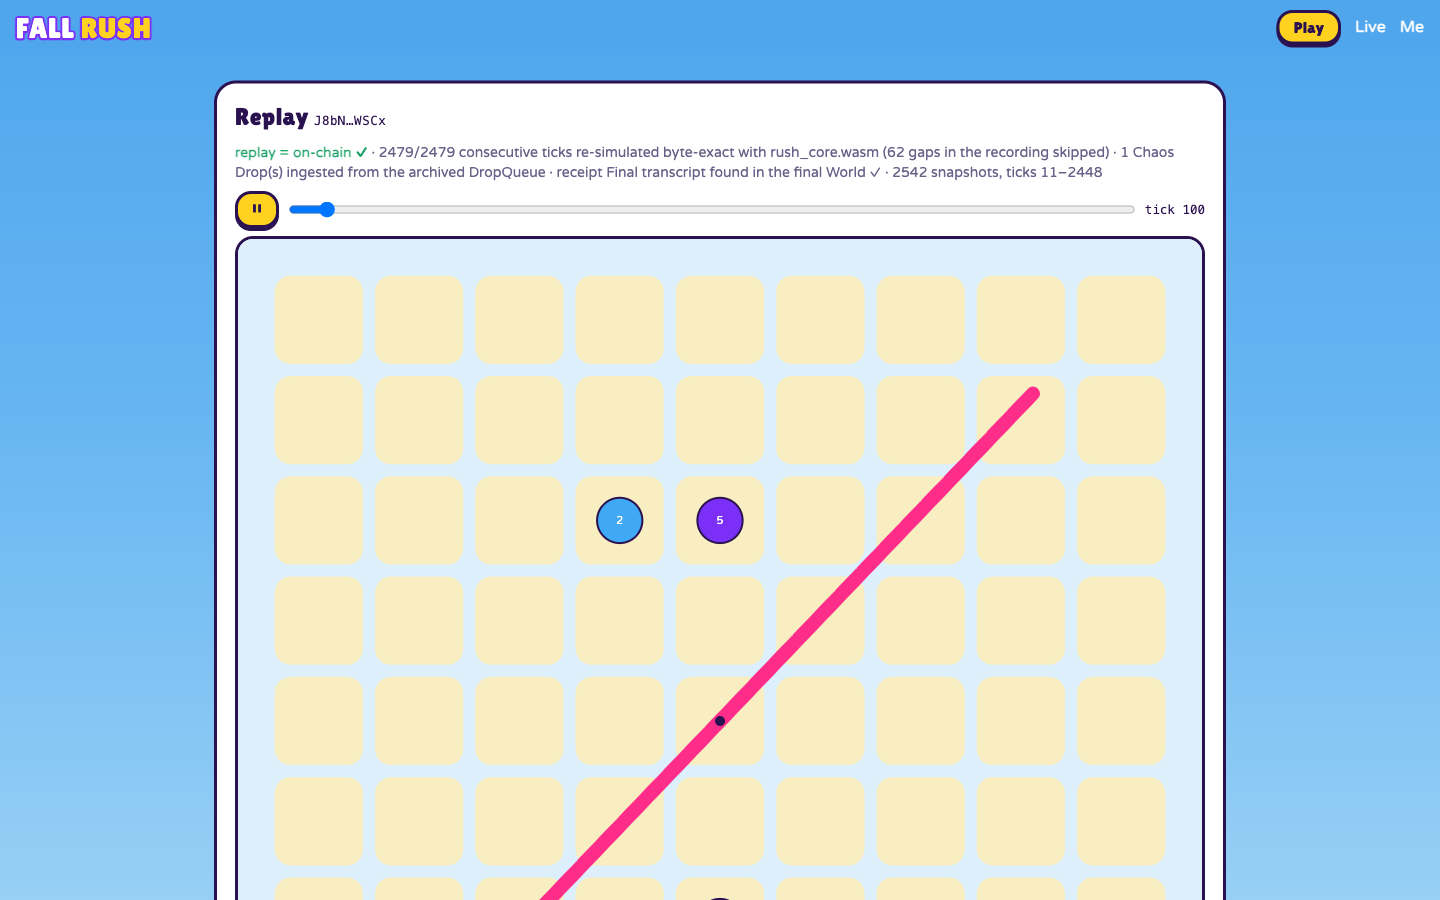 FALL RUSH
Play Live Me
Replay J8bN…WSCx
replay = on-chain ✓ · 2479/2479 consecutive ticks re-simulated byte-exact with rush_core.wasm (62 gaps in the recording skipped) · 1 Chaos
Drop(s) ingested from the archived DropQueue · receipt Final transcript found in the final World ✓ · 2542 snapshots, ticks 11–2448
tick 100
2 5